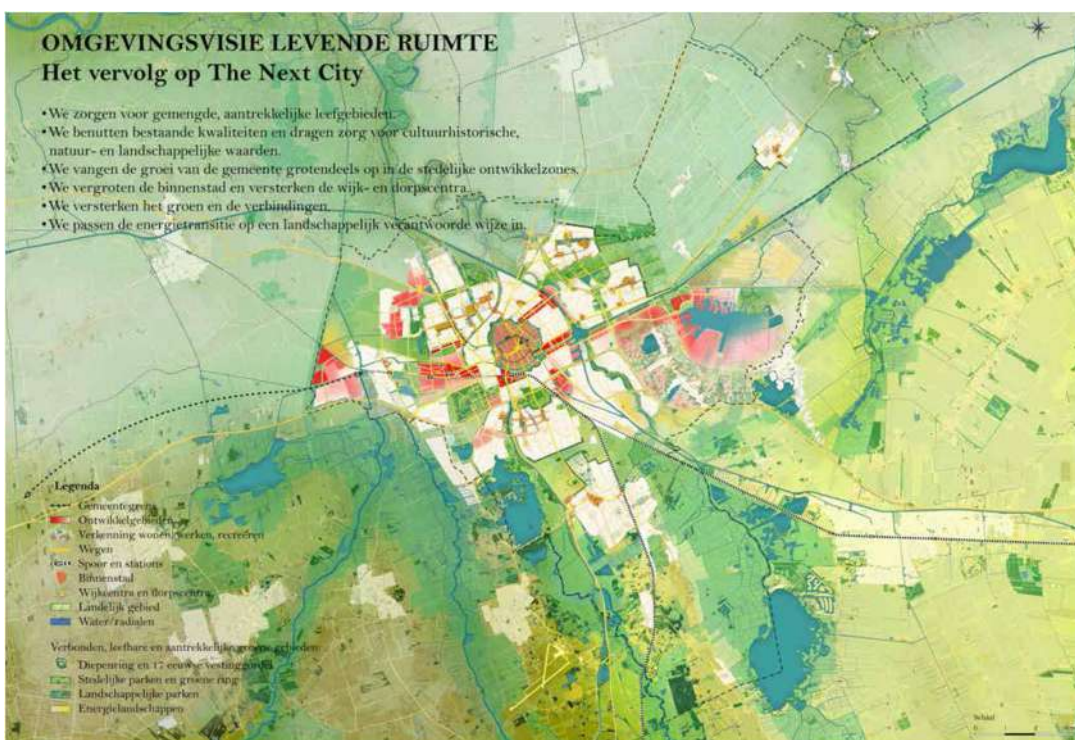 OMGEVINGSVISIE LEVENDE RUIMTE
Het vervolg op The Next City
• We zorgen voor gemengde, aantrekkelijke leefgebieden.
• We benutten bestaande kwaliteiten en dragen zorg voor cultuurhistorische,
natuur- en landschappelijke waarden.
• We vangen de groei van de gemeente grotendeels op in de stedelijke ontwikkelzones.
• We vergroten de binnenstad en versterken de wijk- en dorpscentra.
• We versterken het groen en de verbindingen.
• We passen de energietransitie op een landschappelijk verantwoorde wijze in.
Legenda
Gemeentegrens
Ontwikkelgebieden
Verkenning wonen, werken, recreëren
Wegen
Spoor en stations
Binnenstad
Wijkcentra en dorpscentra
Landelijk gebied
Water/radialen
Verbonden, leefbare en aantrekkelijke groene gebieden
Diepenring en 17 eeuwse vestinggordel
Stedelijke parken en groene ring
Landschappelijke parken
Energielandschappen
Schaal